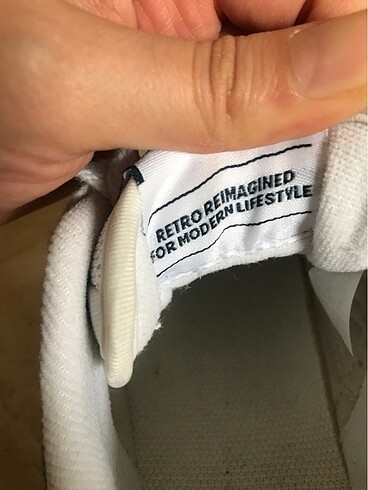 RETRO REIMAGINED
FOR MODERN LIFESTYLE